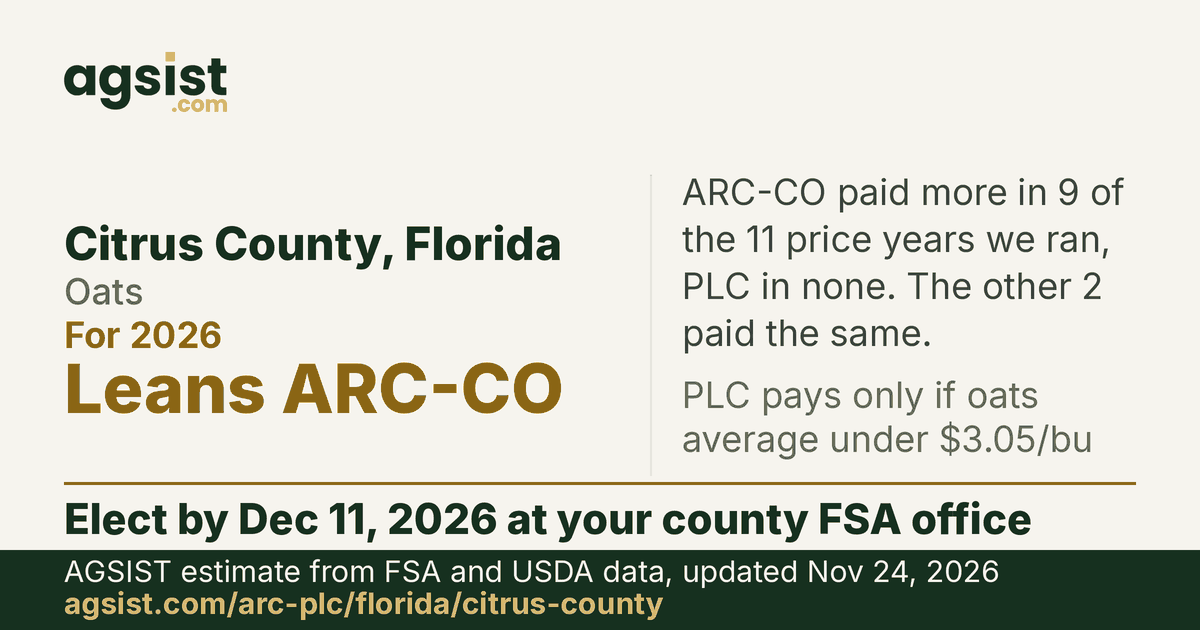 agsist
.com
Citrus County, Florida
Oats
For 2026
Leans ARC-CO
ARC-CO paid more in 9 of
the 11 price years we ran,
PLC in none. The other 2
paid the same.
PLC pays only if oats
average under $3.05/bu
Elect by Dec 11, 2026 at your county FSA office
AGSIST estimate from FSA and USDA data, updated Nov 24, 2026
agsist.com/arc-plc/florida/citrus-county